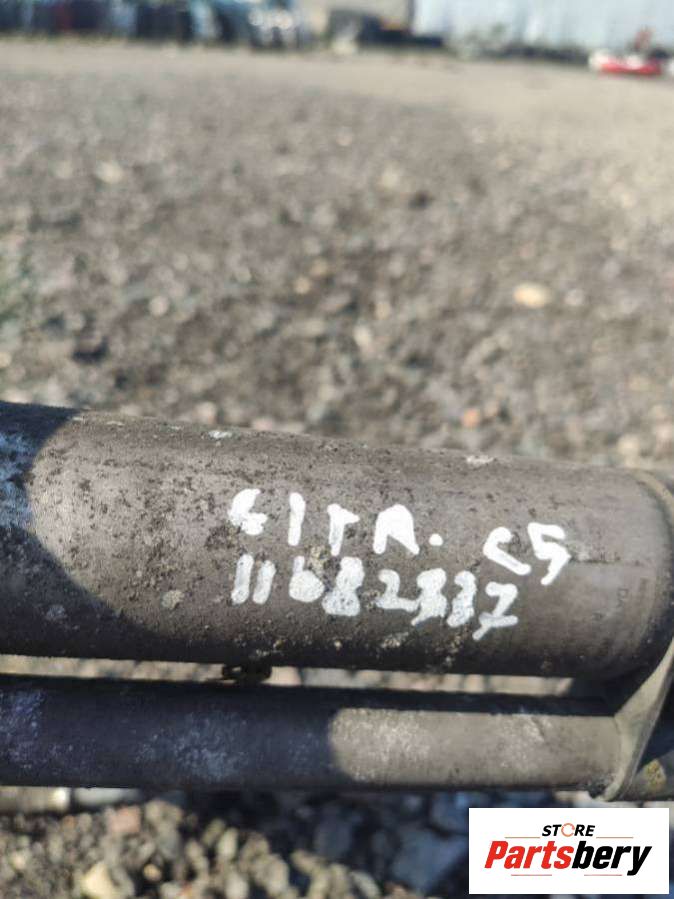 CITR. C5
11682337
STORE
Partsbery